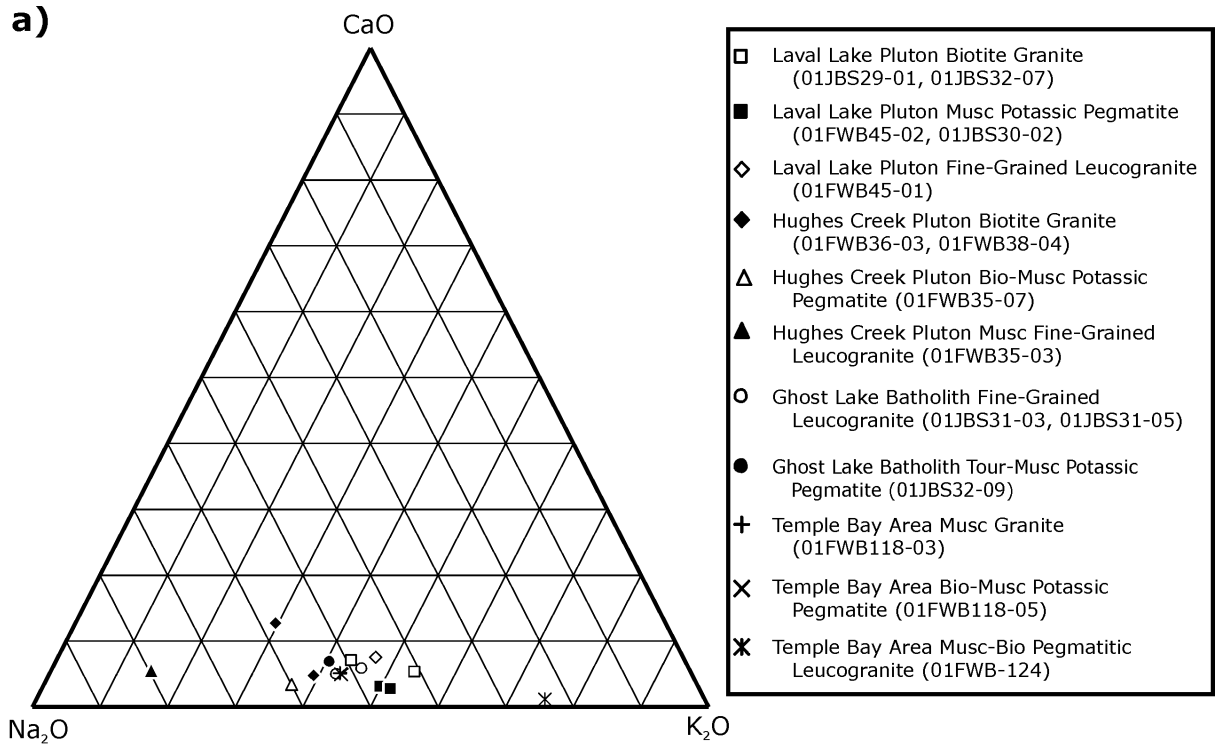 a)
CaO
Na₂O
K₂O
Laval Lake Pluton Biotite Granite
(01JBS29-01, 01JBS32-07)
Laval Lake Pluton Musc Potassic Pegmatite
(01FWB45-02, 01JBS30-02)
Laval Lake Pluton Fine-Grained Leucogranite
(01FWB45-01)
Hughes Creek Pluton Biotite Granite
(01FWB36-03, 01FWB38-04)
Hughes Creek Pluton Bio-Musc Potassic
Pegmatite (01FWB35-07)
Hughes Creek Pluton Musc Fine-Grained
Leucogranite (01FWB35-03)
Ghost Lake Batholith Fine-Grained
Leucogranite (01JBS31-03, 01JBS31-05)
Ghost Lake Batholith Tour-Musc Potassic
Pegmatite (01JBS32-09)
Temple Bay Area Musc Granite
(01FWB118-03)
Temple Bay Area Bio-Musc Potassic
Pegmatite (01FWB118-05)
Temple Bay Area Musc-Bio Pegmatitic
Leucogranite (01FWB-124)